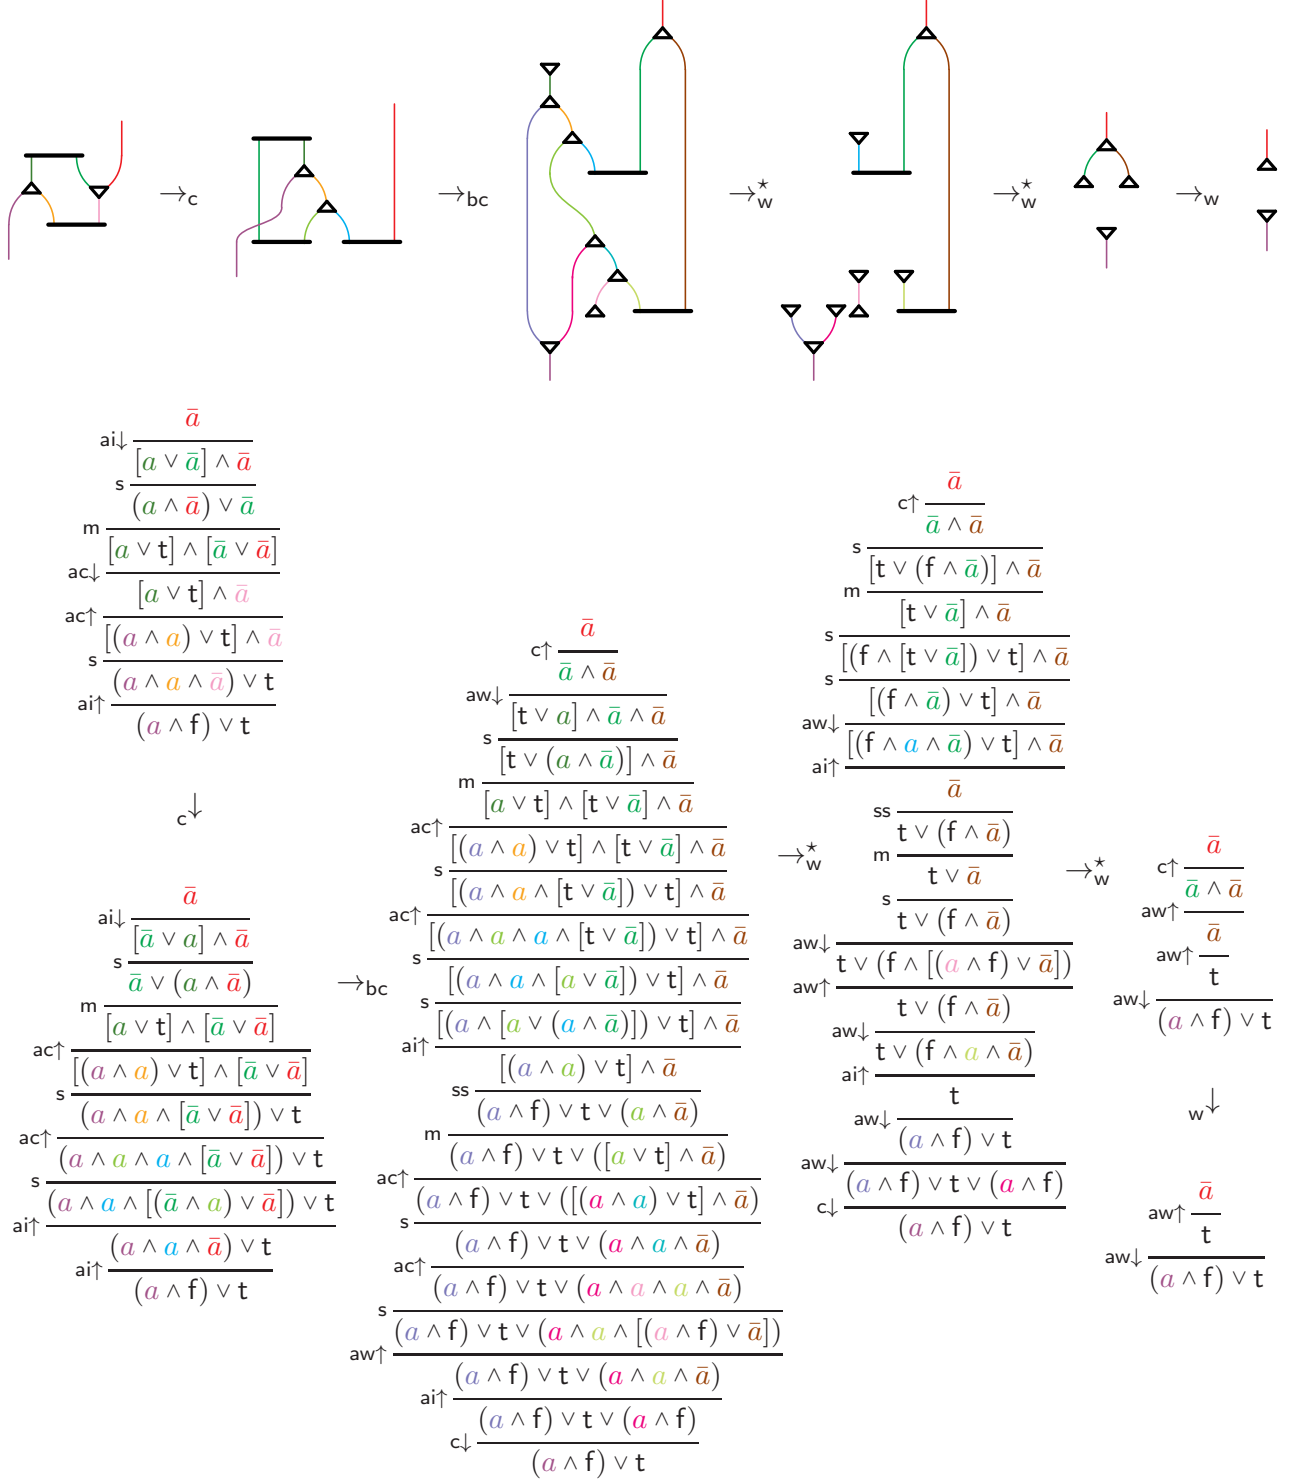 →c →bc →⋆w →⋆w →w
ā
ai↓
[a ∨ ā] ∧ ā
s
(a ∧ ā) ∨ ā
m
[a ∨ t] ∧ [ā ∨ ā]
ac↓
[a ∨ t] ∧ ā
ac↑
[(a ∧ a) ∨ t] ∧ ā
s
(a ∧ a ∧ ā) ∨ t
ai↑
(a ∧ f) ∨ t
c↓
ā
ai↓
[ā ∨ a] ∧ ā
s
ā ∨ (a ∧ ā)
m
[a ∨ t] ∧ [ā ∨ ā]
ac↑
[(a ∧ a) ∨ t] ∧ [ā ∨ ā]
s
(a ∧ a ∧ [ā ∨ ā]) ∨ t
ac↑
(a ∧ a ∧ a ∧ [ā ∨ ā]) ∨ t
s
(a ∧ a ∧ [(ā ∧ a) ∨ ā]) ∨ t
ai↑
(a ∧ a ∧ ā) ∨ t
ai↑
(a ∧ f) ∨ t
→bc
ā
c↑
ā ∧ ā
aw↓
[t ∨ a] ∧ ā ∧ ā
s
[t ∨ (a ∧ ā)] ∧ ā
m
[a ∨ t] ∧ [t ∨ ā] ∧ ā
ac↑
[(a ∧ a) ∨ t] ∧ [t ∨ ā] ∧ ā
s
[(a ∧ a ∧ [t ∨ ā]) ∨ t] ∧ ā
ac↑
[(a ∧ a ∧ a ∧ [t ∨ ā]) ∨ t] ∧ ā
s
[(a ∧ a ∧ [a ∨ ā]) ∨ t] ∧ ā
s
[(a ∧ [a ∨ (a ∧ ā)]) ∨ t] ∧ ā
ai↑
[(a ∧ a) ∨ t] ∧ ā
ss
(a ∧ f) ∨ t ∨ (a ∧ ā)
m
(a ∧ f) ∨ t ∨ ([a ∨ t] ∧ ā)
ac↑
(a ∧ f) ∨ t ∨ ([(a ∧ a) ∨ t] ∧ ā)
s
(a ∧ f) ∨ t ∨ (a ∧ a ∧ ā)
ac↑
(a ∧ f) ∨ t ∨ (a ∧ a ∧ a ∧ ā)
s
(a ∧ f) ∨ t ∨ (a ∧ a ∧ [(a ∧ f) ∨ ā])
aw↑
(a ∧ f) ∨ t ∨ (a ∧ a ∧ ā)
ai↑
(a ∧ f) ∨ t ∨ (a ∧ f)
c↓
(a ∧ f) ∨ t
→⋆w
ā
c↑
ā ∧ ā
s
[t ∨ (f ∧ ā)] ∧ ā
m
[t ∨ ā] ∧ ā
s
[(f ∧ [t ∨ ā]) ∨ t] ∧ ā
s
[(f ∧ ā) ∨ t] ∧ ā
aw↓
[(f ∧ a ∧ ā) ∨ t] ∧ ā
ai↑
ā
ss
t ∨ (f ∧ ā)
m
t ∨ ā
s
t ∨ (f ∧ ā)
aw↓
t ∨ (f ∧ [(a ∧ f) ∨ ā])
aw↑
t ∨ (f ∧ ā)
aw↓
t ∨ (f ∧ a ∧ ā)
ai↑
t
aw↓
(a ∧ f) ∨ t
aw↓
(a ∧ f) ∨ t ∨ (a ∧ f)
c↓
(a ∧ f) ∨ t
→⋆w
ā
c↑
ā ∧ ā
aw↑
ā
aw↑
t
aw↓
(a ∧ f) ∨ t
w↓
ā
aw↑
t
aw↓
(a ∧ f) ∨ t